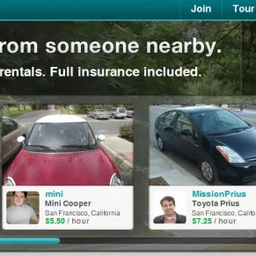 Join Tour
rom someone nearby.
rentals. Full insurance included.
mini
Mini Cooper
San Francisco, California
$5.50 / hour
MissionPrius
Toyota Prius
San Francisco, Califo
$7.25 / hour